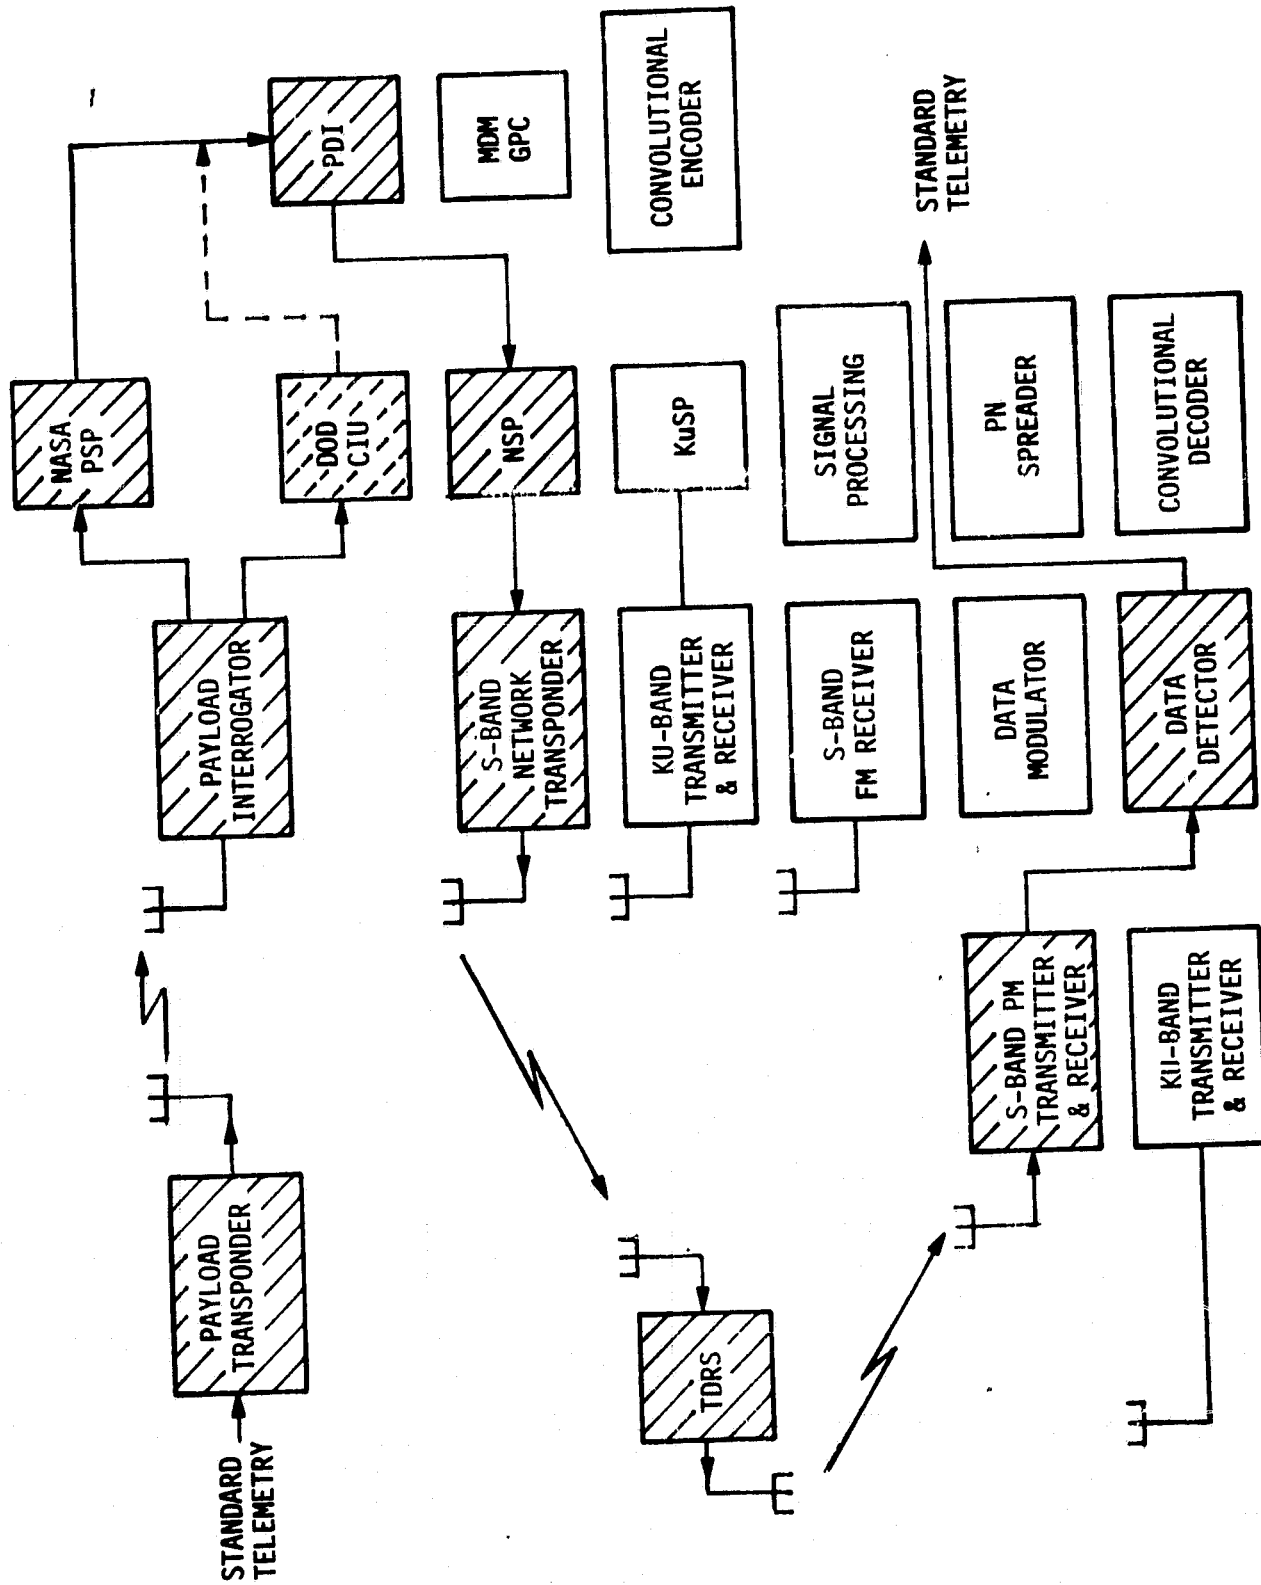 STANDARD
TELEMETRY
PAYLOAD
TRANSPONDER
PAYLOAD
INTERROGATOR
NASA
PSP
DOD
CIU
PDI
MDM
GPC
CONVOLUTIONAL
ENCODER
NSP
S-BAND
NETWORK
TRANSPONDER
KU-BAND
TRANSMITTER
& RECEIVER
KuSP
S-BAND
FM RECEIVER
SIGNAL
PROCESSING
TDRS
S-BAND PM
TRANSMITTER
& RECEIVER
DATA
MODULATOR
PN
SPREADER
STANDARD
TELEMETRY
KU-BAND
TRANSMITTER
& RECEIVER
DATA
DETECTOR
CONVOLUTIONAL
DECODER